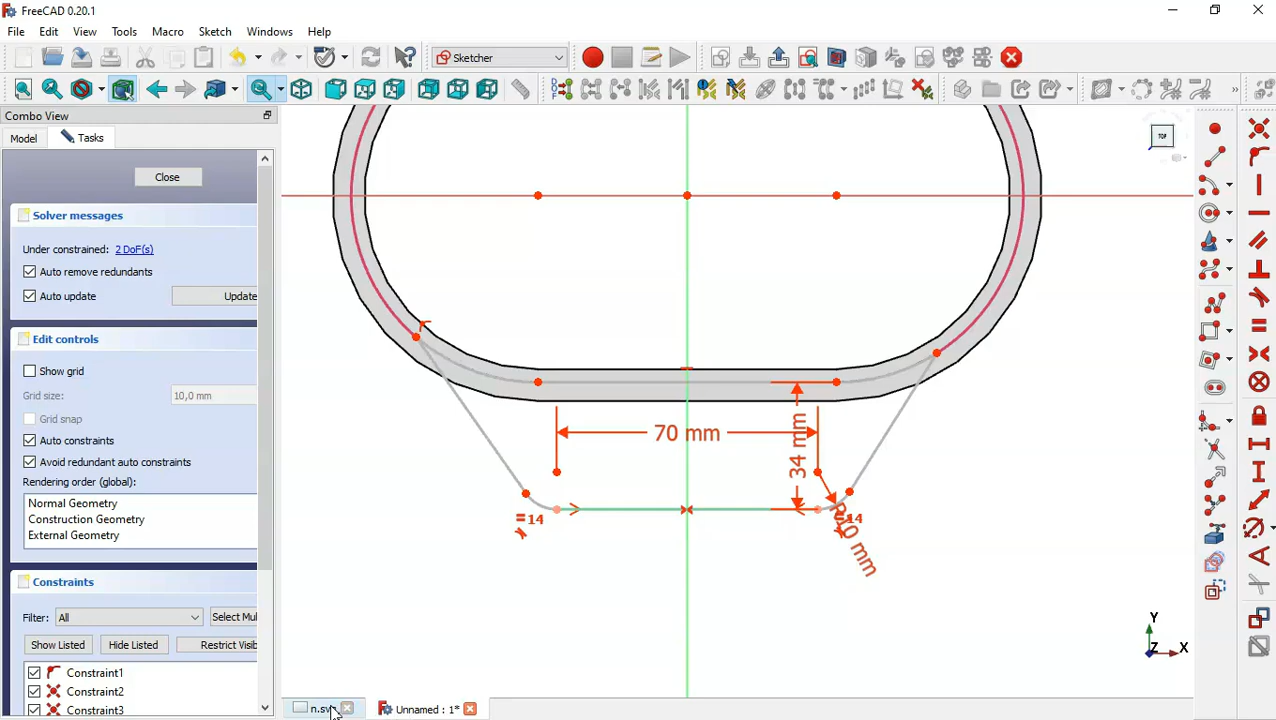 FreeCAD 0.20.1
File Edit View Tools Macro Sketch Windows Help
Sketcher
Combo View
Model Tasks
Close
Solver messages
Under constrained: 2 DoF(s)
Auto remove redundants
Auto update Update
Edit controls
Show grid
Grid size: 10,0 mm
Grid snap
Auto constraints
Avoid redundant auto constraints
Rendering order (global):
Normal Geometry
Construction Geometry
External Geometry
Constraints
Filter: All Select Mul
Show Listed Hide Listed Restrict Visib
Constraint1
Constraint2
Constraint3
TOP
70 mm
34 mm
=14
=14
Y
Z X
Unnamed : 1*